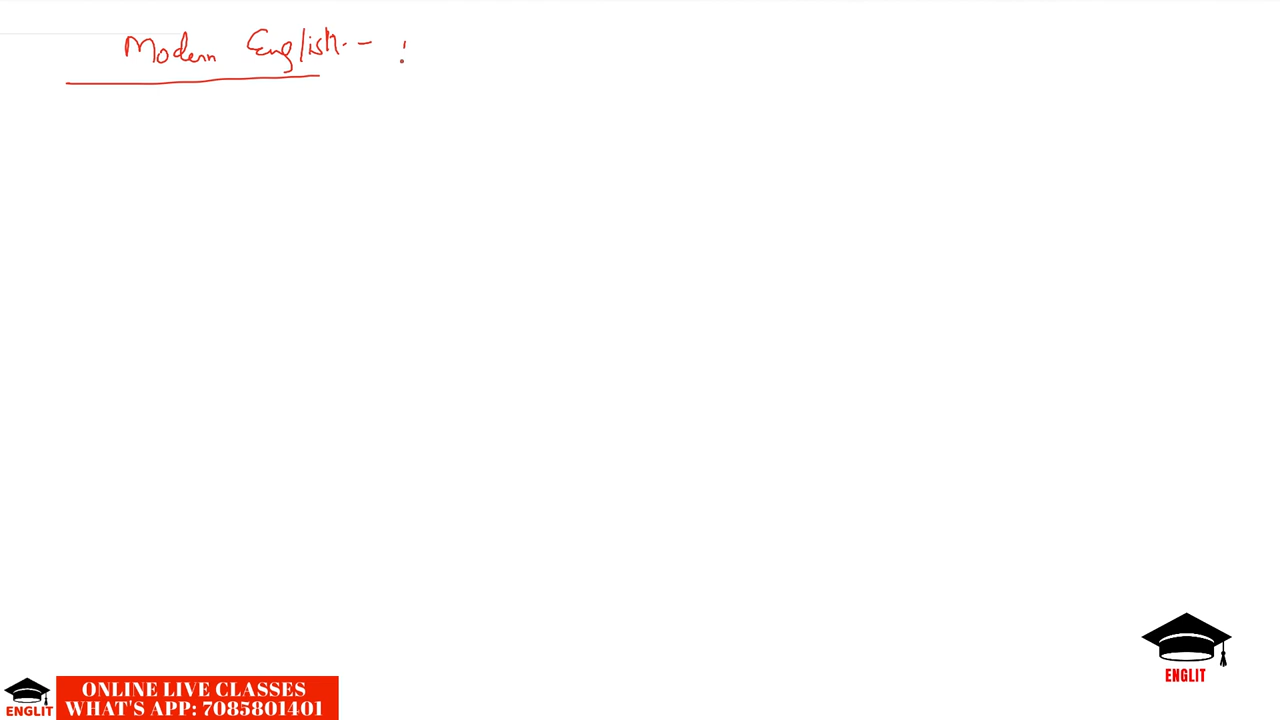 Modern English. - :
ENGLIT
ENGLIT
ONLINE LIVE CLASSES
WHAT'S APP: 7085801401